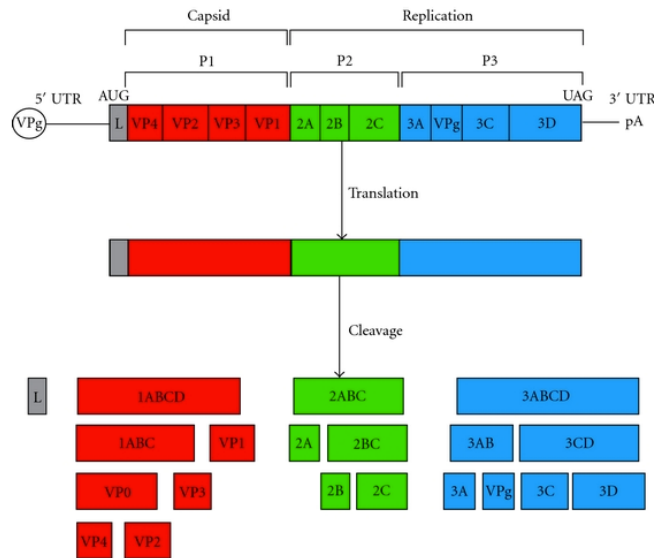 Capsid Replication
P1 P2 P3
5′ UTR AUG UAG 3′ UTR
VPg L VP4 VP2 VP3 VP1 2A 2B 2C 3A VPg 3C 3D pA
Translation
Cleavage
L 1ABCD 2ABC 3ABCD
1ABC VP1 2A 2BC 3AB 3CD
VP0 VP3 2B 2C 3A VPg 3C 3D
VP4 VP2